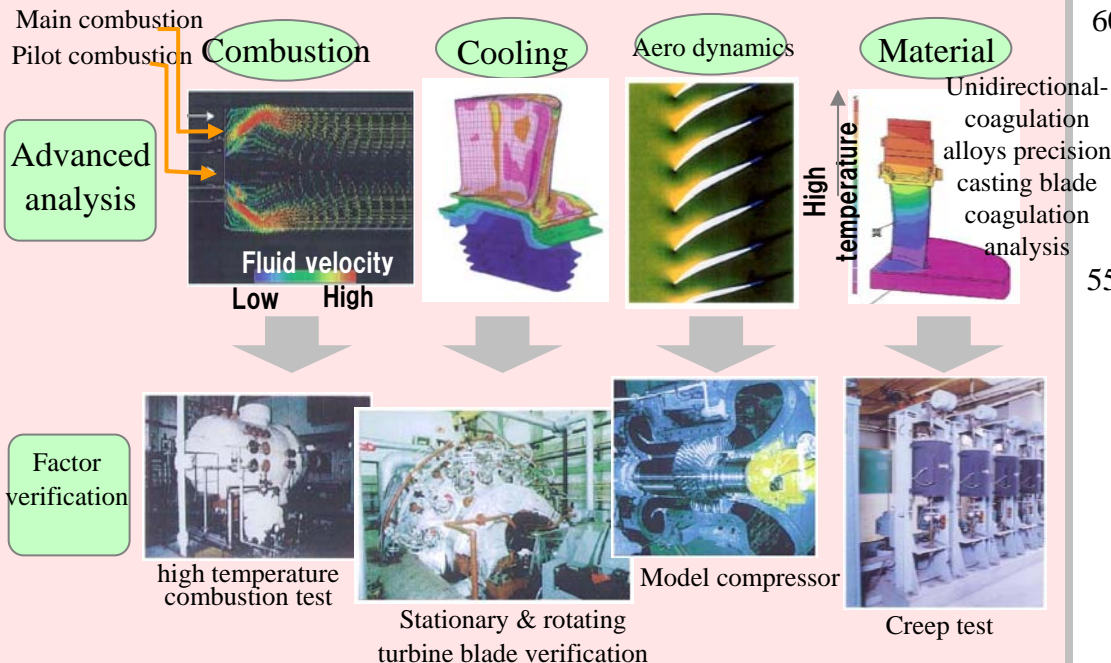 Main combustion
Pilot combustion
Combustion
Cooling
Aero dynamics
Material
60
Advanced
analysis
Fluid velocity
Low High
High
temperature
Unidirectional-
coagulation
alloys precision
casting blade
coagulation
analysis
55
Factor
verification
high temperature
combustion test
Stationary & rotating
turbine blade verification
Model compressor
Creep test